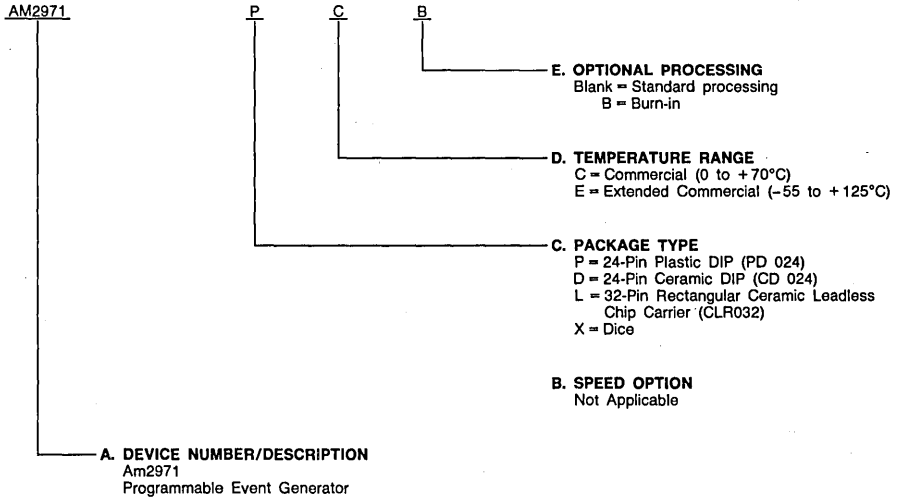 AM2971 P C B
E. OPTIONAL PROCESSING
Blank = Standard processing
B = Burn-in
D. TEMPERATURE RANGE
C = Commercial (0 to +70°C)
E = Extended Commercial (-55 to +125°C)
C. PACKAGE TYPE
P = 24-Pin Plastic DIP (PD 024)
D = 24-Pin Ceramic DIP (CD 024)
L = 32-Pin Rectangular Ceramic Leadless
Chip Carrier (CLR032)
X = Dice
B. SPEED OPTION
Not Applicable
A. DEVICE NUMBER/DESCRIPTION
Am2971
Programmable Event Generator